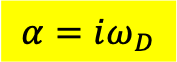 α = iω_D